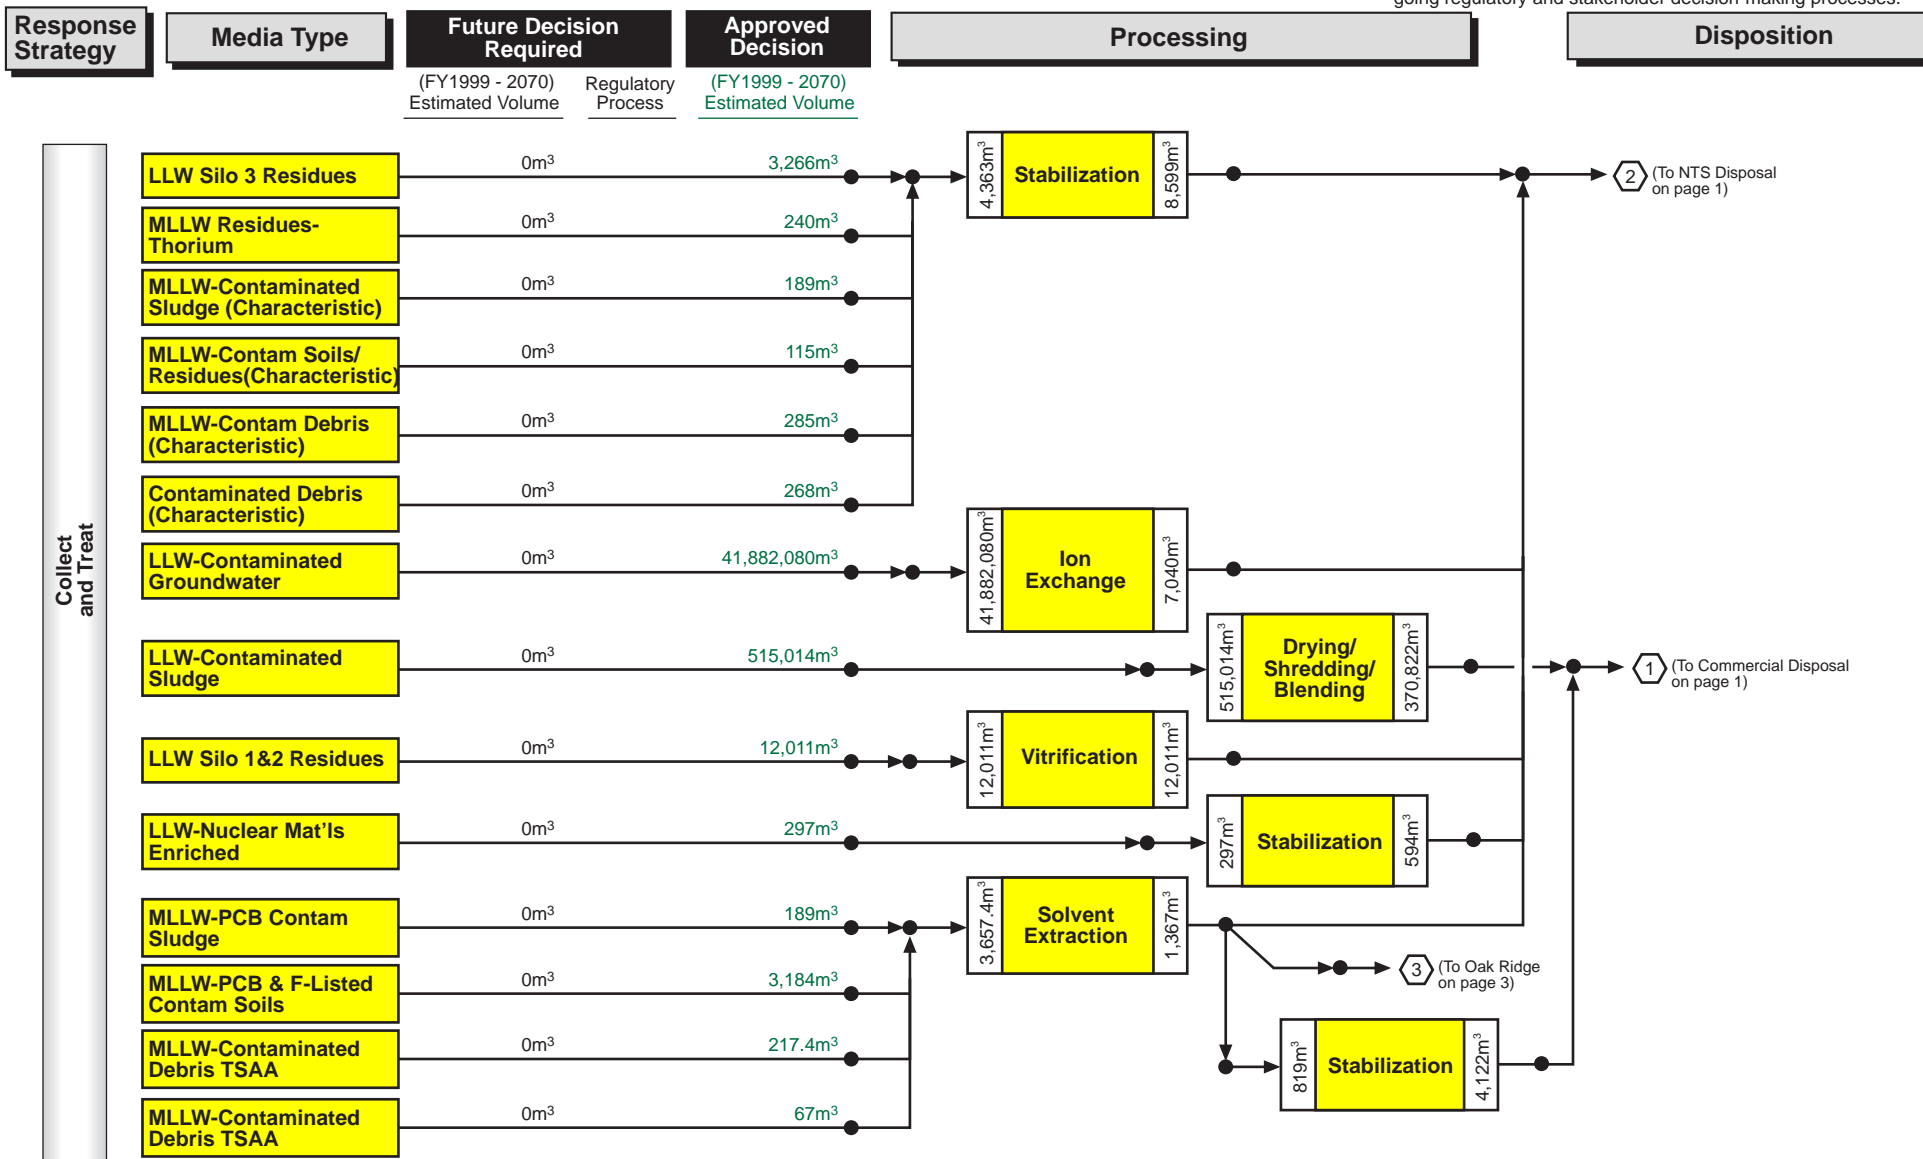 going regulatory and stakeholder decision-making processes.
Response
Strategy
Media Type
Future Decision
Required
Approved
Decision
Processing
Disposition
(FY1999 - 2070)
Estimated Volume
Regulatory
Process
(FY1999 - 2070)
Estimated Volume
Collect
and Treat
LLW Silo 3 Residues
0m³
3,266m³
4,363m³
Stabilization
8,599m³
2
(To NTS Disposal
on page 1)
MLLW Residues-
Thorium
0m³
240m³
MLLW-Contaminated
Sludge (Characteristic)
0m³
189m³
MLLW-Contam Soils/
Residues(Characteristic)
0m³
115m³
MLLW-Contam Debris
(Characteristic)
0m³
285m³
Contaminated Debris
(Characteristic)
0m³
268m³
LLW-Contaminated
Groundwater
0m³
41,882,080m³
41,882,080m³
Ion
Exchange
7,040m³
LLW-Contaminated
Sludge
0m³
515,014m³
515,014m³
Drying/
Shredding/
Blending
370,822m³
1
(To Commercial Disposal
on page 1)
LLW Silo 1&2 Residues
0m³
12,011m³
12,011m³
Vitrification
12,011m³
LLW-Nuclear Mat'ls
Enriched
0m³
297m³
297m³
Stabilization
594m³
MLLW-PCB Contam
Sludge
0m³
189m³
3,657.4m³
Solvent
Extraction
1,367m³
MLLW-PCB & F-Listed
Contam Soils
0m³
3,184m³
3
(To Oak Ridge
on page 3)
MLLW-Contaminated
Debris TSAA
0m³
217.4m³
819m³
Stabilization
4,122m³
MLLW-Contaminated
Debris TSAA
0m³
67m³